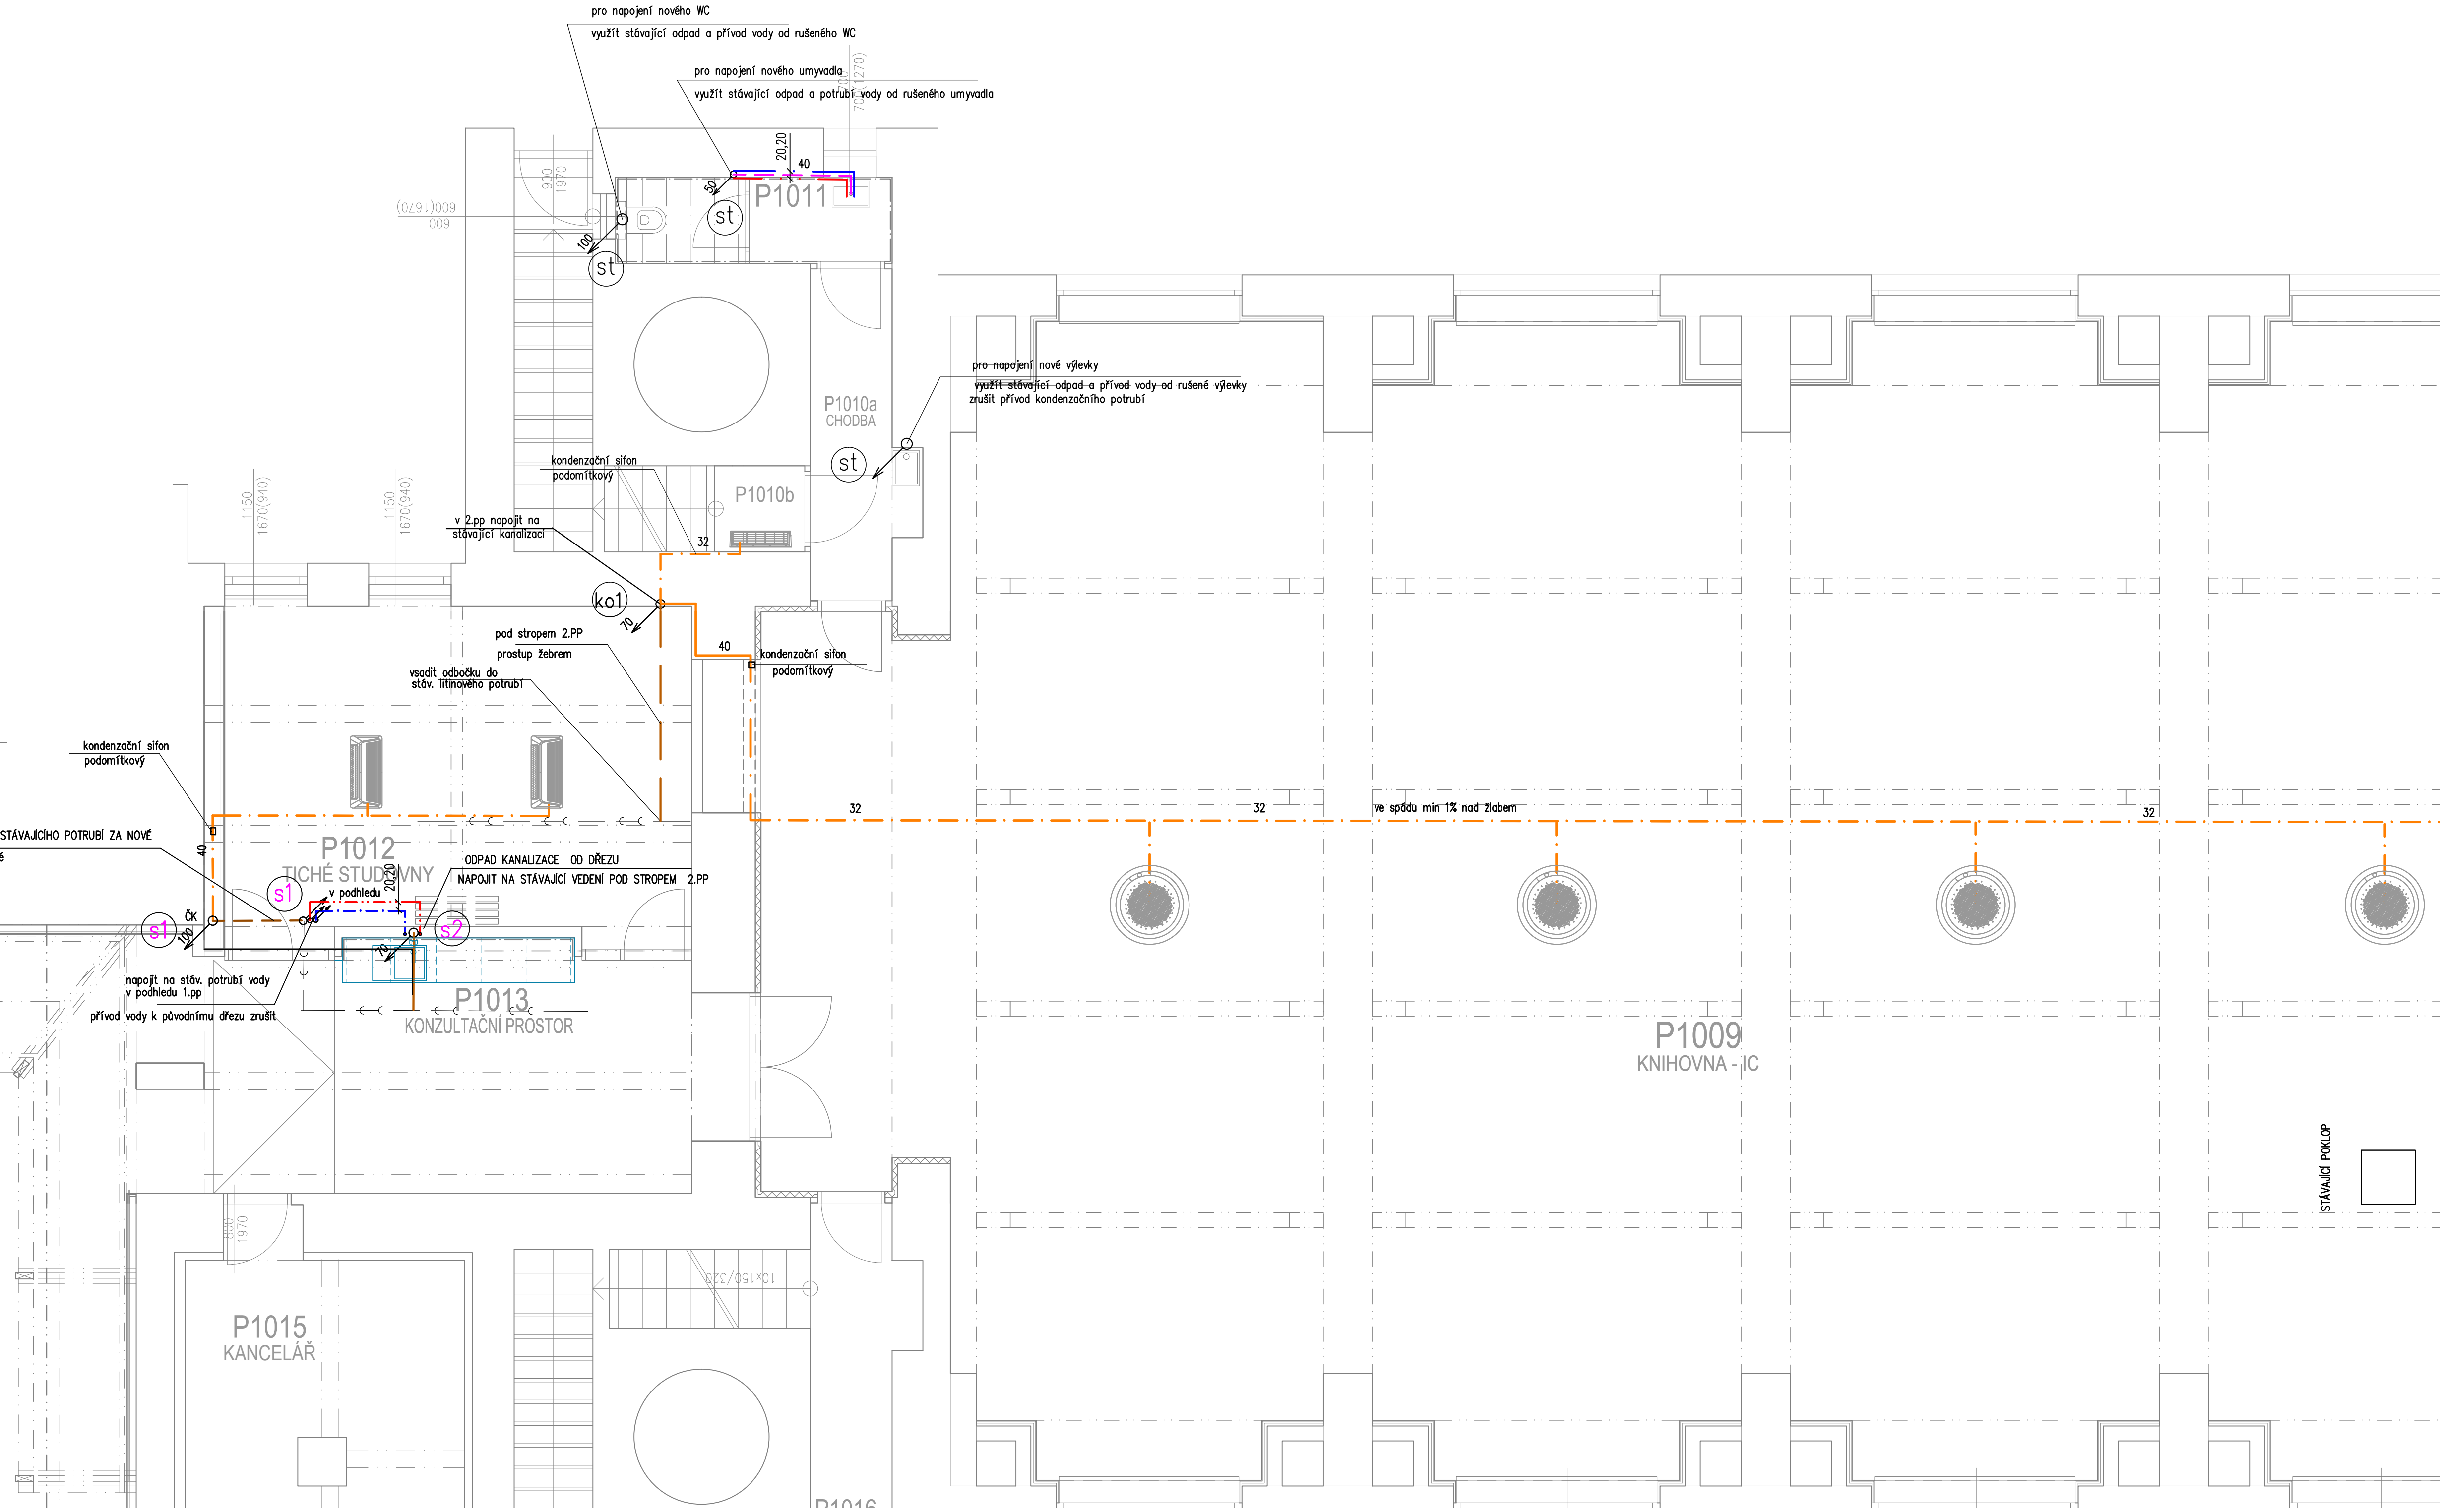 pro napojení nového WC
využít stávající odpad a přívod vody od rušeného WC
pro napojení nového umyvadla
využít stávající odpad a potrubí vody od rušeného umyvadla
700
700(1270)
900
1970
600(1670)
600
20,20
40
50
P1011
st
100
st
pro napojení nové výlevky
využít stávající odpad a přívod vody od rušené výlevky
zrušit přívod kondenzačního potrubí
P1010a
CHODBA
st
kondenzační sifon
podomítkový
P1010b
1150
1670(940)
1150
1670(940)
v 2.pp napojit na
stávající kanalizaci
32
ko1
70
pod stropem 2.PP
prostup žebrem
40
kondenzační sifon
podomítkový
vsadit odbočku do
stáv. litinového potrubí
kondenzační sifon
podomítkový
32
32
ve spádu min 1% nad žlabem
32
STÁVAJÍCÍHO POTRUBÍ ZA NOVÉ
40
P1012
TICHÉ STUDOVNY
20,20
ODPAD KANALIZACE OD DŘEZU
NAPOJIT NA STÁVAJÍCÍ VEDENÍ POD STROPEM 2.PP
s1
v podhledu
ČK
s1
100
s2
70
napojit na stáv. potrubí vody
v podhledu 1.pp
přívod vody k původnímu dřezu zrušit
P1013
KONZULTAČNÍ PROSTOR
P1009
KNIHOVNA - IC
STÁVAJÍCÍ POKLOP
800
1970
10x150/320
P1015
KANCELÁŘ
P1016